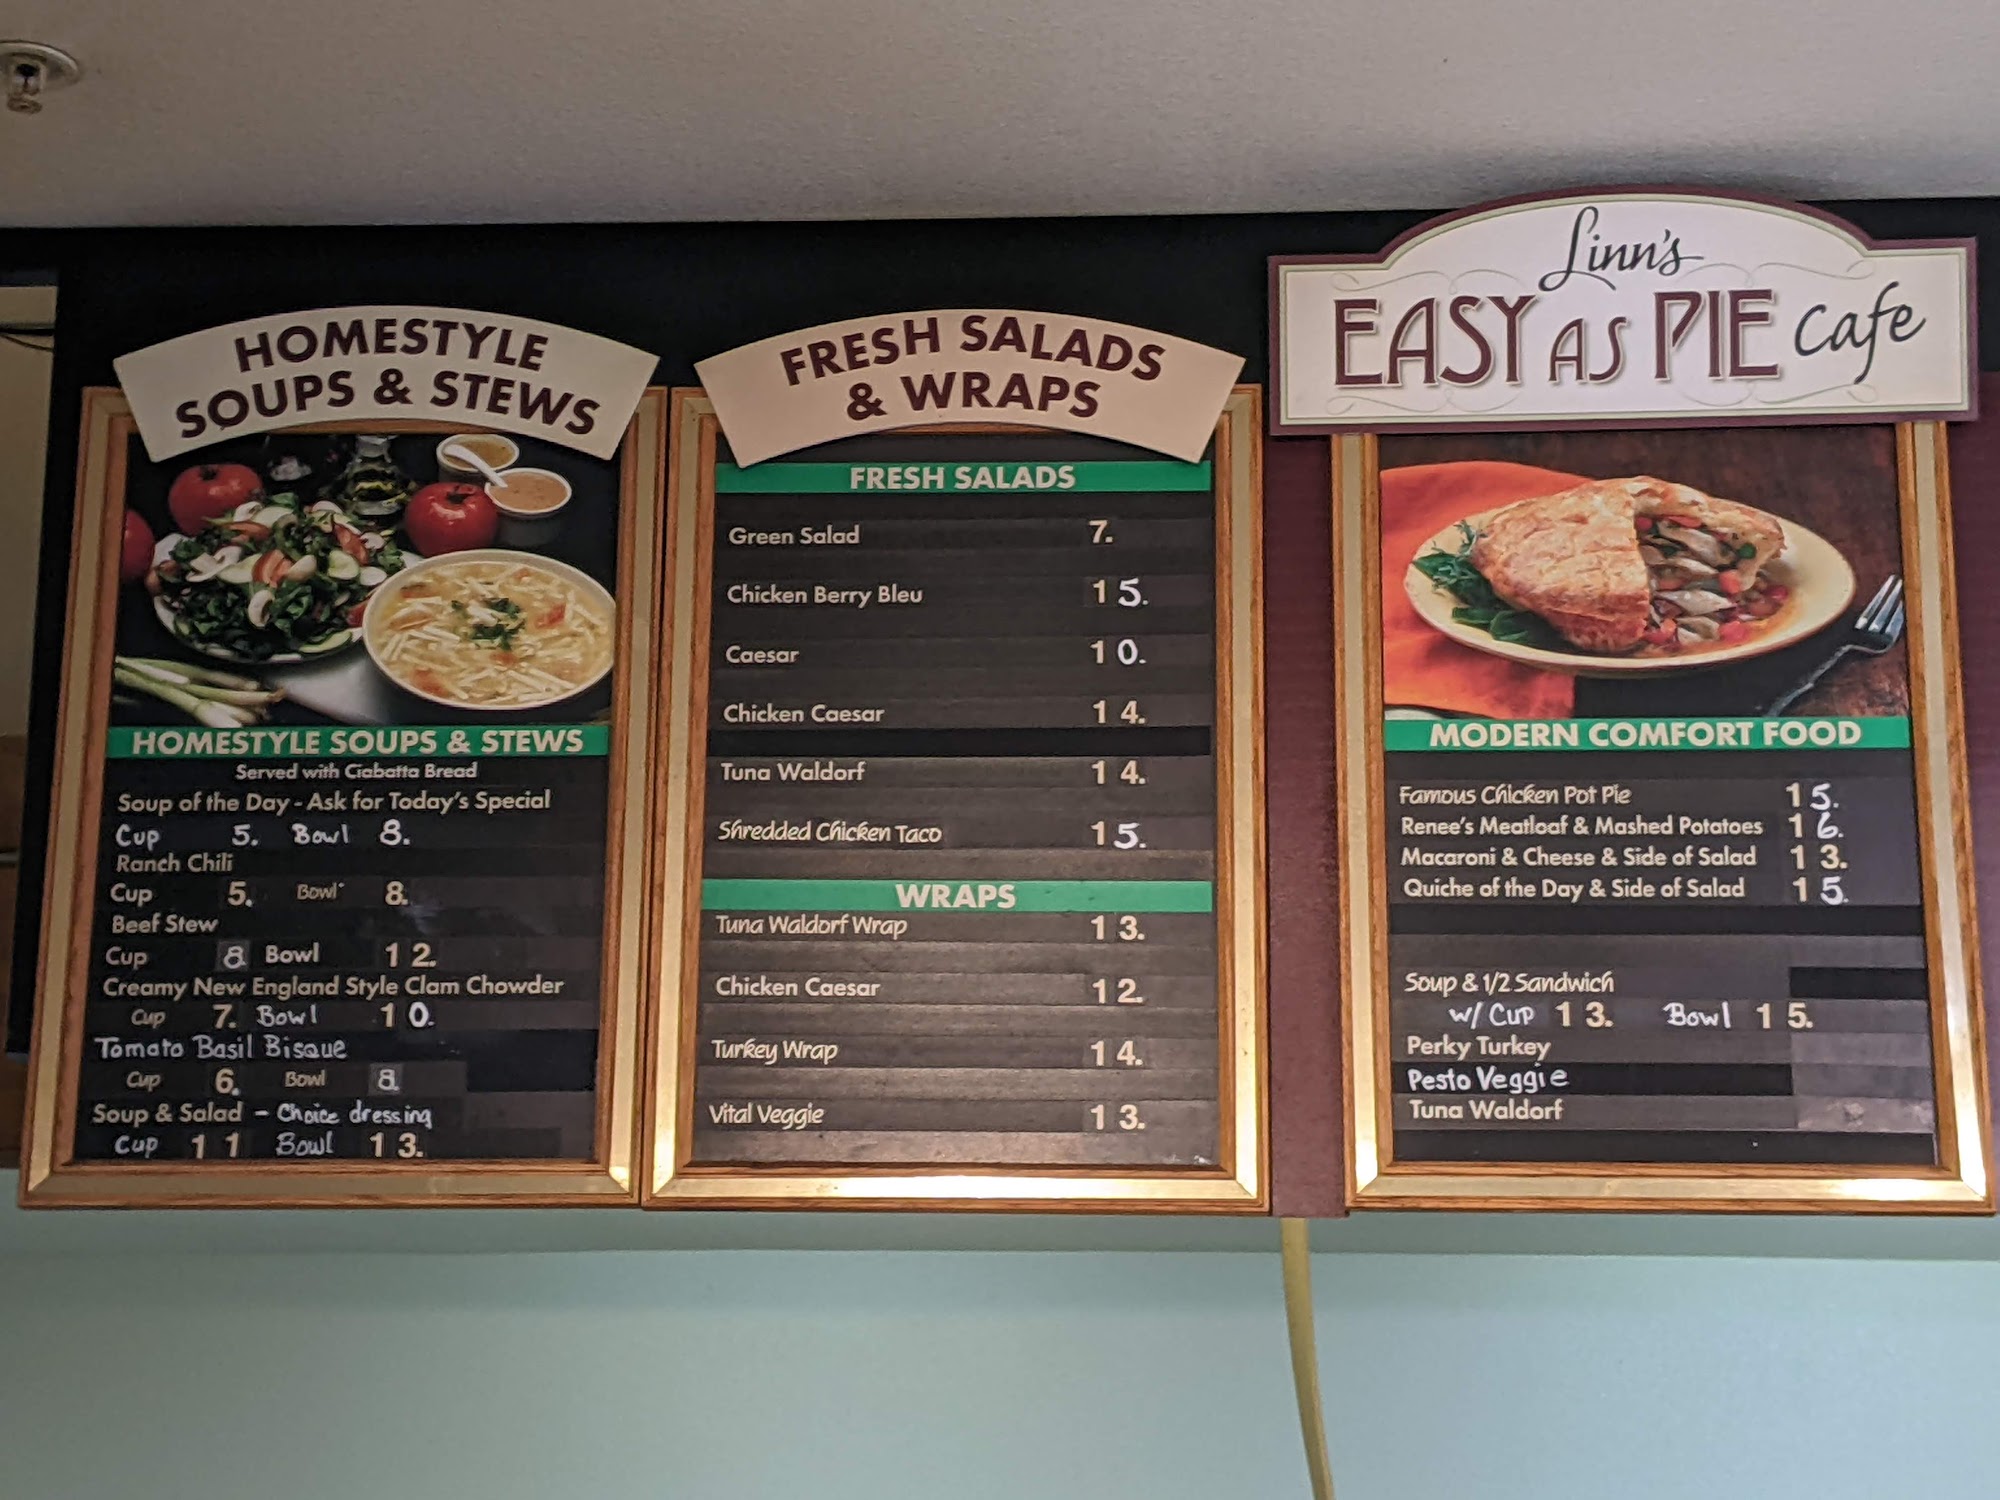 HOMESTYLE
SOUPS & STEWS
HOMESTYLE SOUPS & STEWS
Served with Ciabatta Bread
Soup of the Day - Ask for Today's Special
Cup 5. Bowl 8.
Ranch Chili
Cup 5. Bowl 8.
Beef Stew
Cup 8 Bowl 12.
Creamy New England Style Clam Chowder
Cup 7. Bowl 10.
Tomato Basil Bisque
Cup 6. Bowl 8.
Soup & Salad - Choice dressing
Cup 11 Bowl 13.
FRESH SALADS
& WRAPS
FRESH SALADS
Green Salad 7.
Chicken Berry Bleu 15.
Caesar 10.
Chicken Caesar 14.
Tuna Waldorf 14.
Shredded Chicken Taco 15.
WRAPS
Tuna Waldorf Wrap 13.
Chicken Caesar 12.
Turkey Wrap 14.
Vital Veggie 13.
Linn's
EASY AS PIE Cafe
MODERN COMFORT FOOD
Famous Chicken Pot Pie 15.
Renee's Meatloaf & Mashed Potatoes 16.
Macaroni & Cheese & Side of Salad 13.
Quiche of the Day & Side of Salad 15.
Soup & 1/2 Sandwich
w/ Cup 13. Bowl 15.
Perky Turkey
Pesto Veggie
Tuna Waldorf